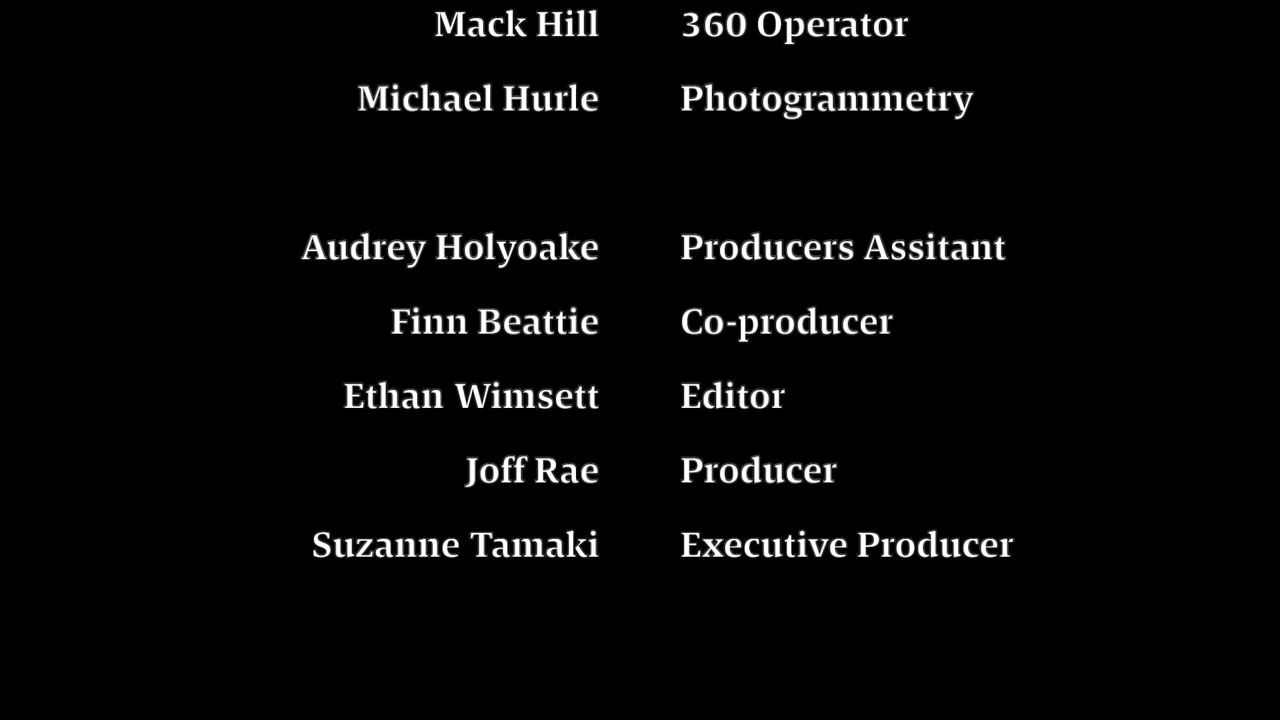 Mack Hill 360 Operator
Michael Hurle Photogrammetry
Audrey Holyoake Producers Assitant
Finn Beattie Co-producer
Ethan Wimsett Editor
Joff Rae Producer
Suzanne Tamaki Executive Producer